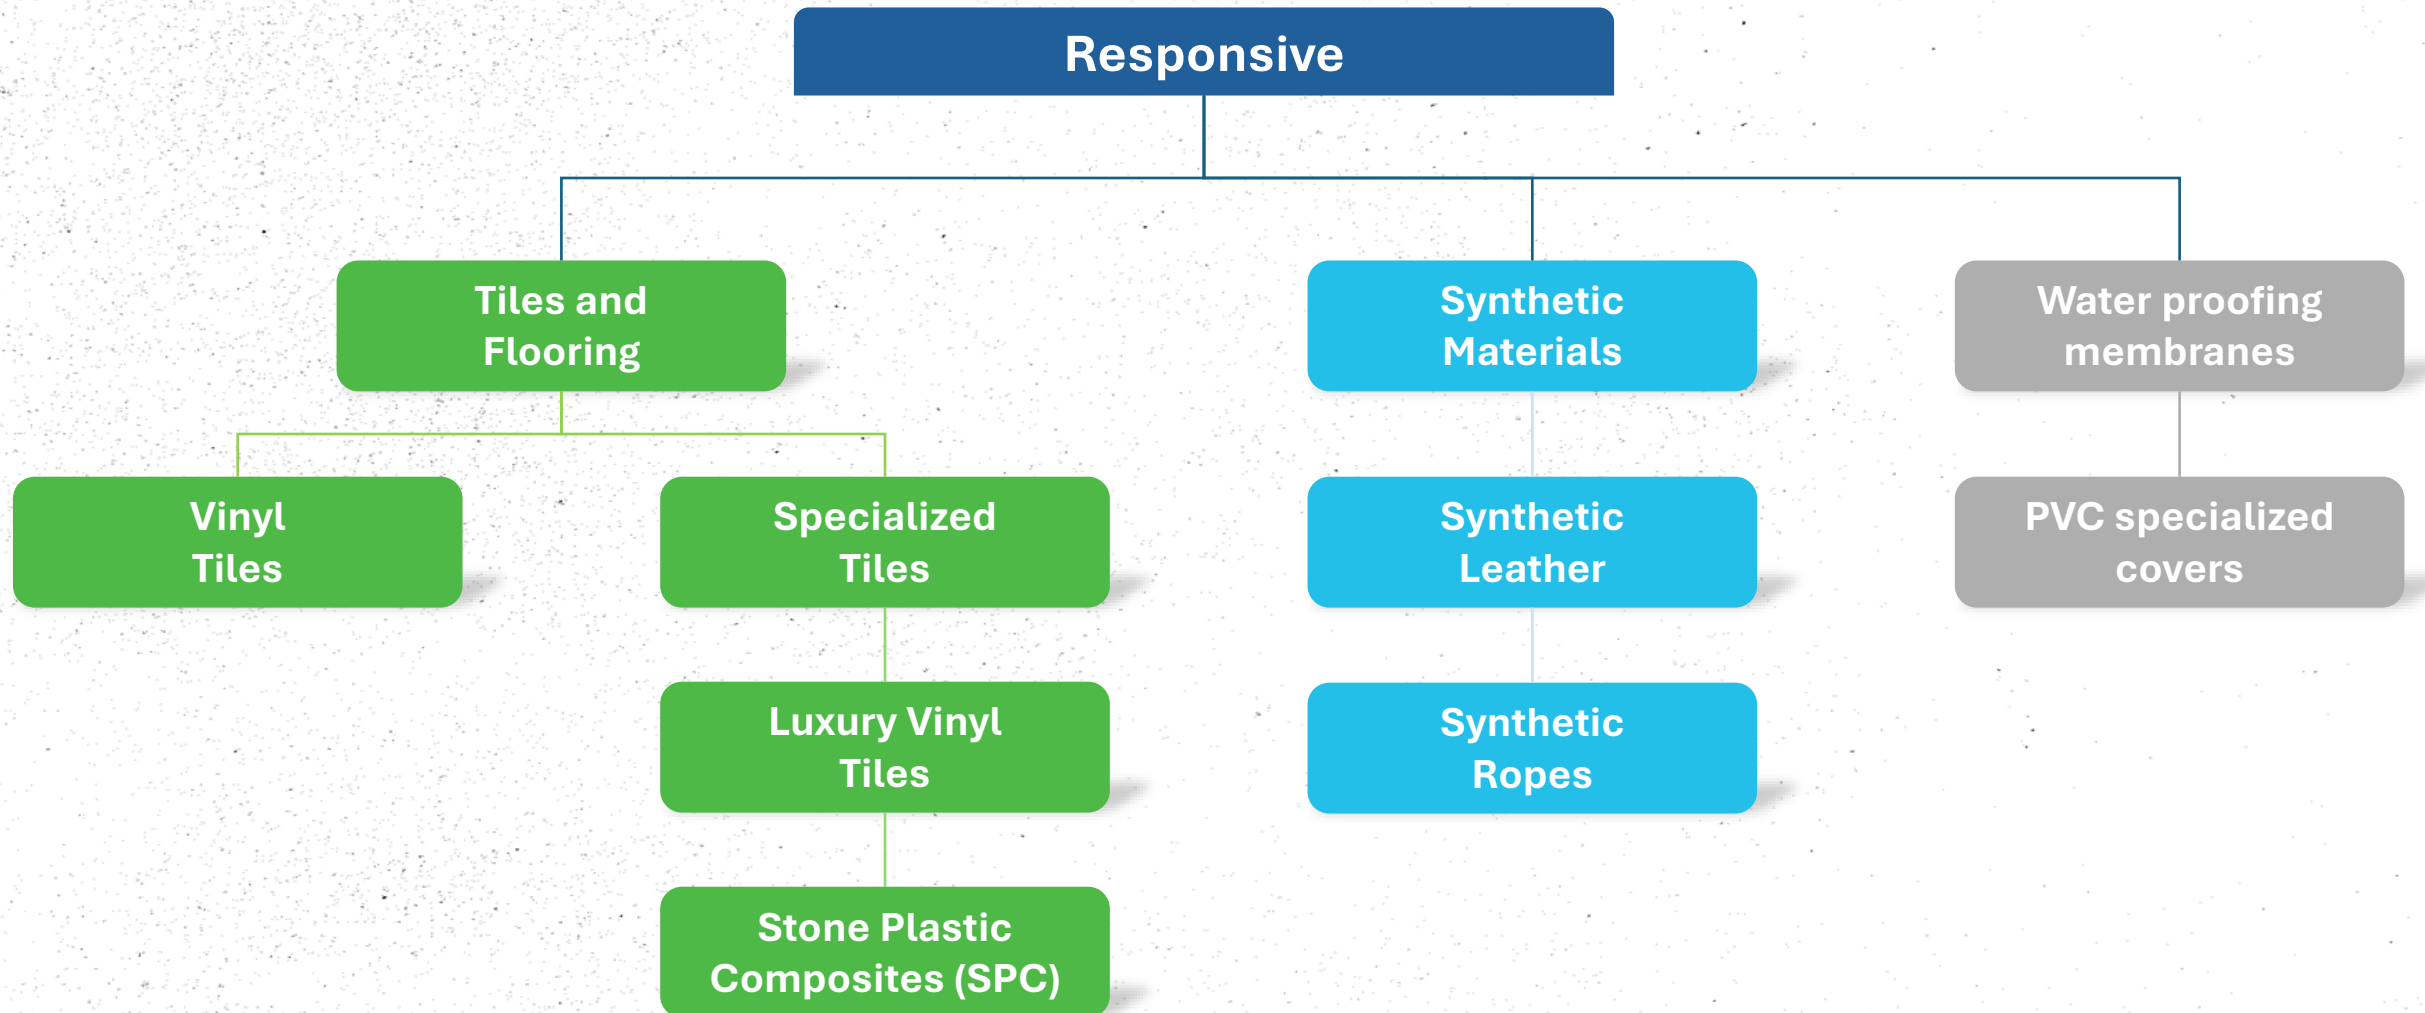 Responsive
Tiles and
Flooring
Synthetic
Materials
Water proofing
membranes
Vinyl
Tiles
Specialized
Tiles
Synthetic
Leather
PVC specialized
covers
Luxury Vinyl
Tiles
Synthetic
Ropes
Stone Plastic
Composites (SPC)